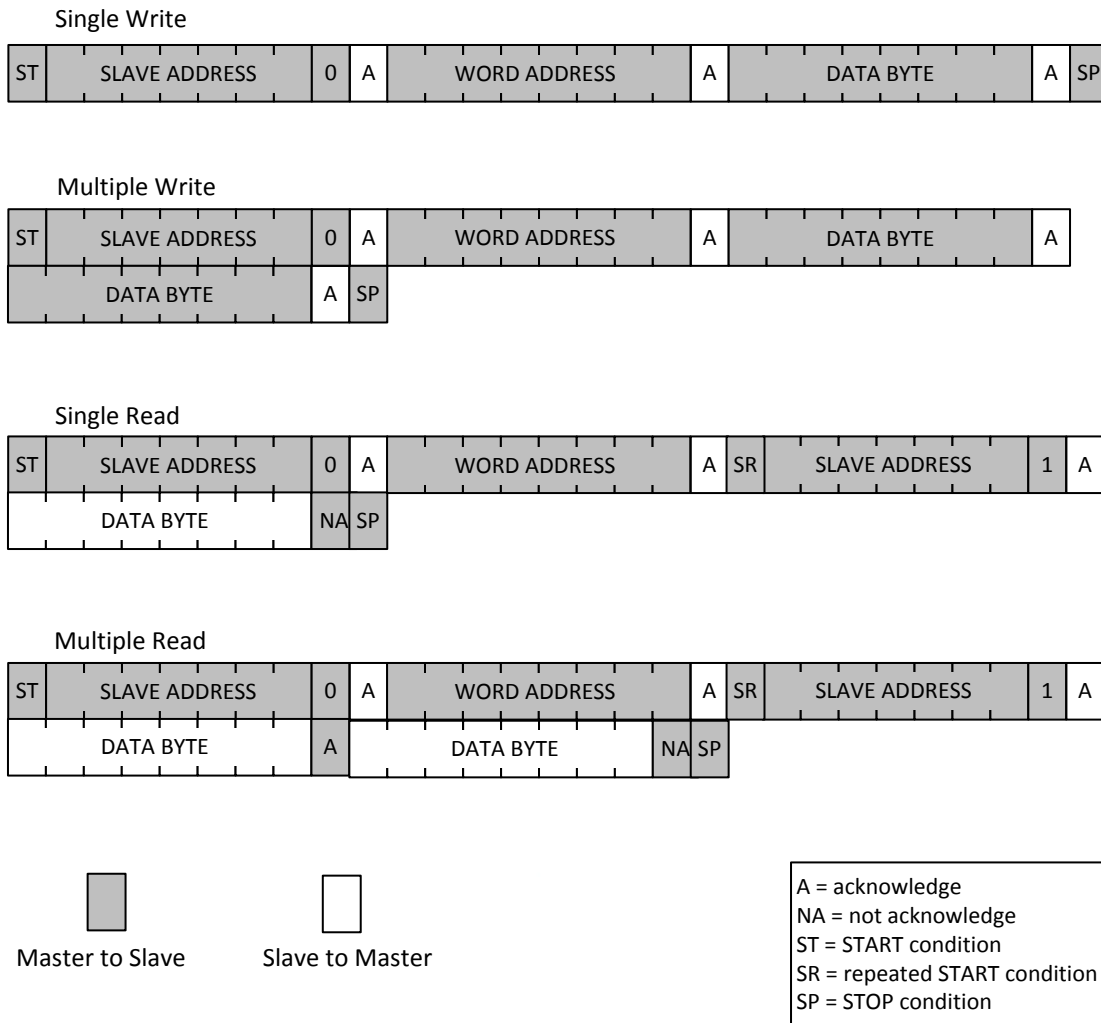 Single Write
ST SLAVE ADDRESS 0 A WORD ADDRESS A DATA BYTE A SP
Multiple Write
ST SLAVE ADDRESS 0 A WORD ADDRESS A DATA BYTE A
DATA BYTE A SP
Single Read
ST SLAVE ADDRESS 0 A WORD ADDRESS A SR SLAVE ADDRESS 1 A
DATA BYTE NA SP
Multiple Read
ST SLAVE ADDRESS 0 A WORD ADDRESS A SR SLAVE ADDRESS 1 A
DATA BYTE A DATA BYTE NA SP
Master to Slave
Slave to Master
A = acknowledge
NA = not acknowledge
ST = START condition
SR = repeated START condition
SP = STOP condition